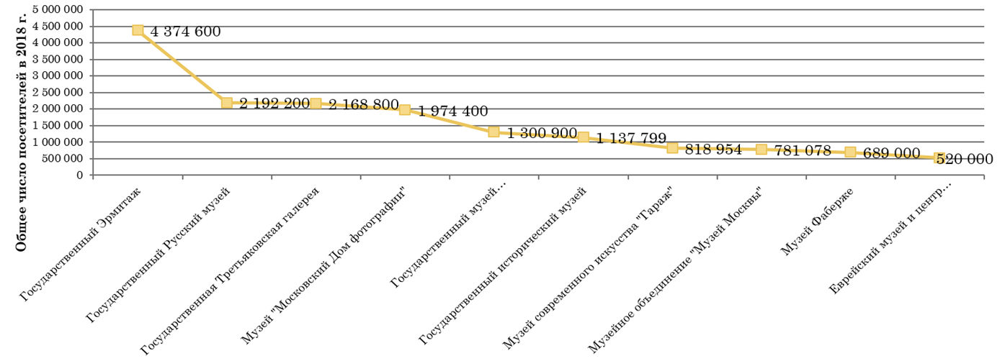 Общее число посетителей в 2018 г.
5 000 000
4 500 000
4 000 000
3 500 000
3 000 000
2 500 000
2 000 000
1 500 000
1 000 000
500 000
0
4 374 600
2 192 200
2 168 800
1 974 400
1 300 900
1 137 799
818 954
781 078
689 000
520 000
Государственный Эрмитаж
Государственный Русский музей
Государственная Третьяковская галерея
Музей "Московский Дом фотографии"
Государственный музей...
Государственный исторический музей
Музей современного искусства "Гараж"
Музейное объединение "Музей Москвы"
Музей Фаберже
Еврейский музей и центр...